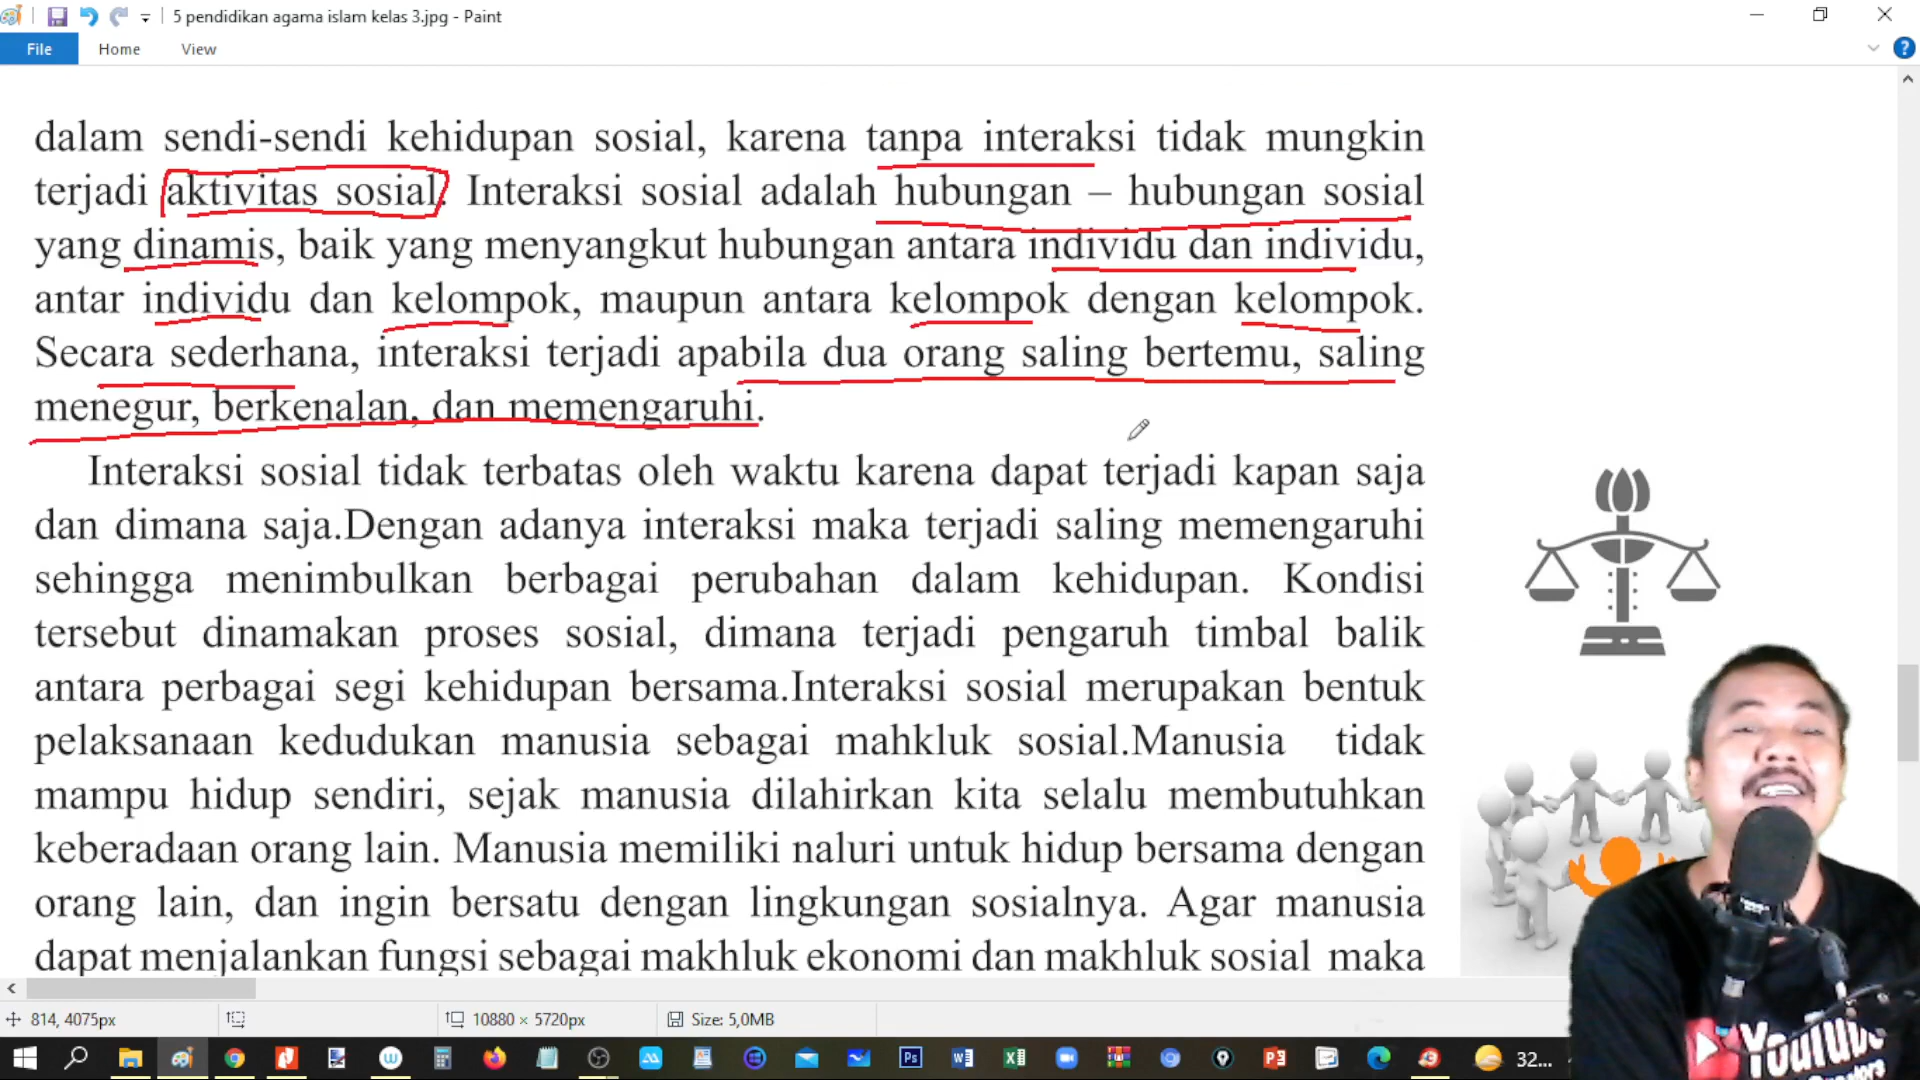 5 pendidikan agama islam kelas 3.jpg - Paint
File Home View
dalam sendi-sendi kehidupan sosial, karena tanpa interaksi tidak mungkin
terjadi aktivitas sosial. Interaksi sosial adalah hubungan – hubungan sosial
yang dinamis, baik yang menyangkut hubungan antara individu dan individu,
antar individu dan kelompok, maupun antara kelompok dengan kelompok.
Secara sederhana, interaksi terjadi apabila dua orang saling bertemu, saling
menegur, berkenalan, dan memengaruhi.
Interaksi sosial tidak terbatas oleh waktu karena dapat terjadi kapan saja
dan dimana saja.Dengan adanya interaksi maka terjadi saling memengaruhi
sehingga menimbulkan berbagai perubahan dalam kehidupan. Kondisi
tersebut dinamakan proses sosial, dimana terjadi pengaruh timbal balik
antara perbagai segi kehidupan bersama.Interaksi sosial merupakan bentuk
pelaksanaan kedudukan manusia sebagai mahkluk sosial.Manusia tidak
mampu hidup sendiri, sejak manusia dilahirkan kita selalu membutuhkan
keberadaan orang lain. Manusia memiliki naluri untuk hidup bersama dengan
orang lain, dan ingin bersatu dengan lingkungan sosialnya. Agar manusia
dapat menjalankan fungsi sebagai makhluk ekonomi dan makhluk sosial maka
814, 4075px 10880 × 5720px Size: 5,0MB
32...
YouTube